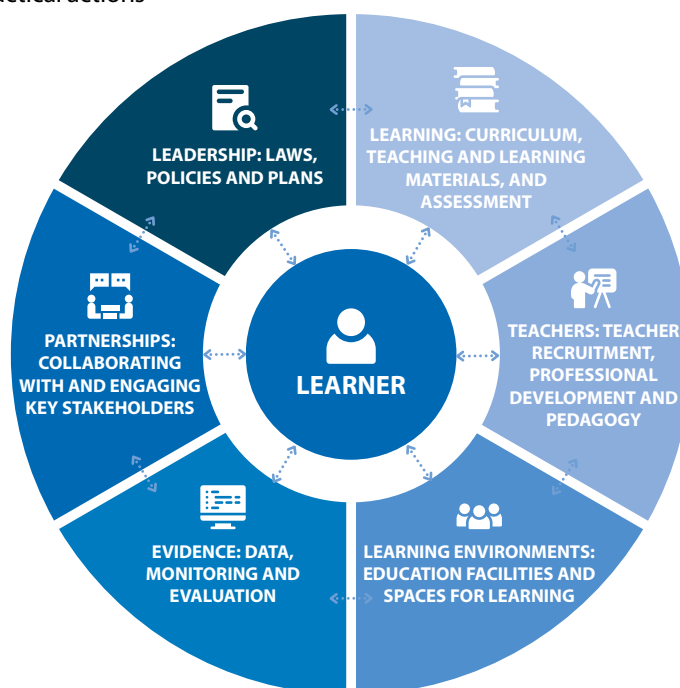 actical actions
LEADERSHIP: LAWS,
POLICIES AND PLANS
LEARNING: CURRICULUM,
TEACHING AND LEARNING
MATERIALS, AND
ASSESSMENT
TEACHERS: TEACHER
RECRUITMENT,
PROFESSIONAL
DEVELOPMENT AND
PEDAGOGY
LEARNING ENVIRONMENTS:
EDUCATION FACILITIES AND
SPACES FOR LEARNING
EVIDENCE: DATA,
MONITORING AND
EVALUATION
PARTNERSHIPS:
COLLABORATING
WITH AND ENGAGING
KEY STAKEHOLDERS
LEARNER